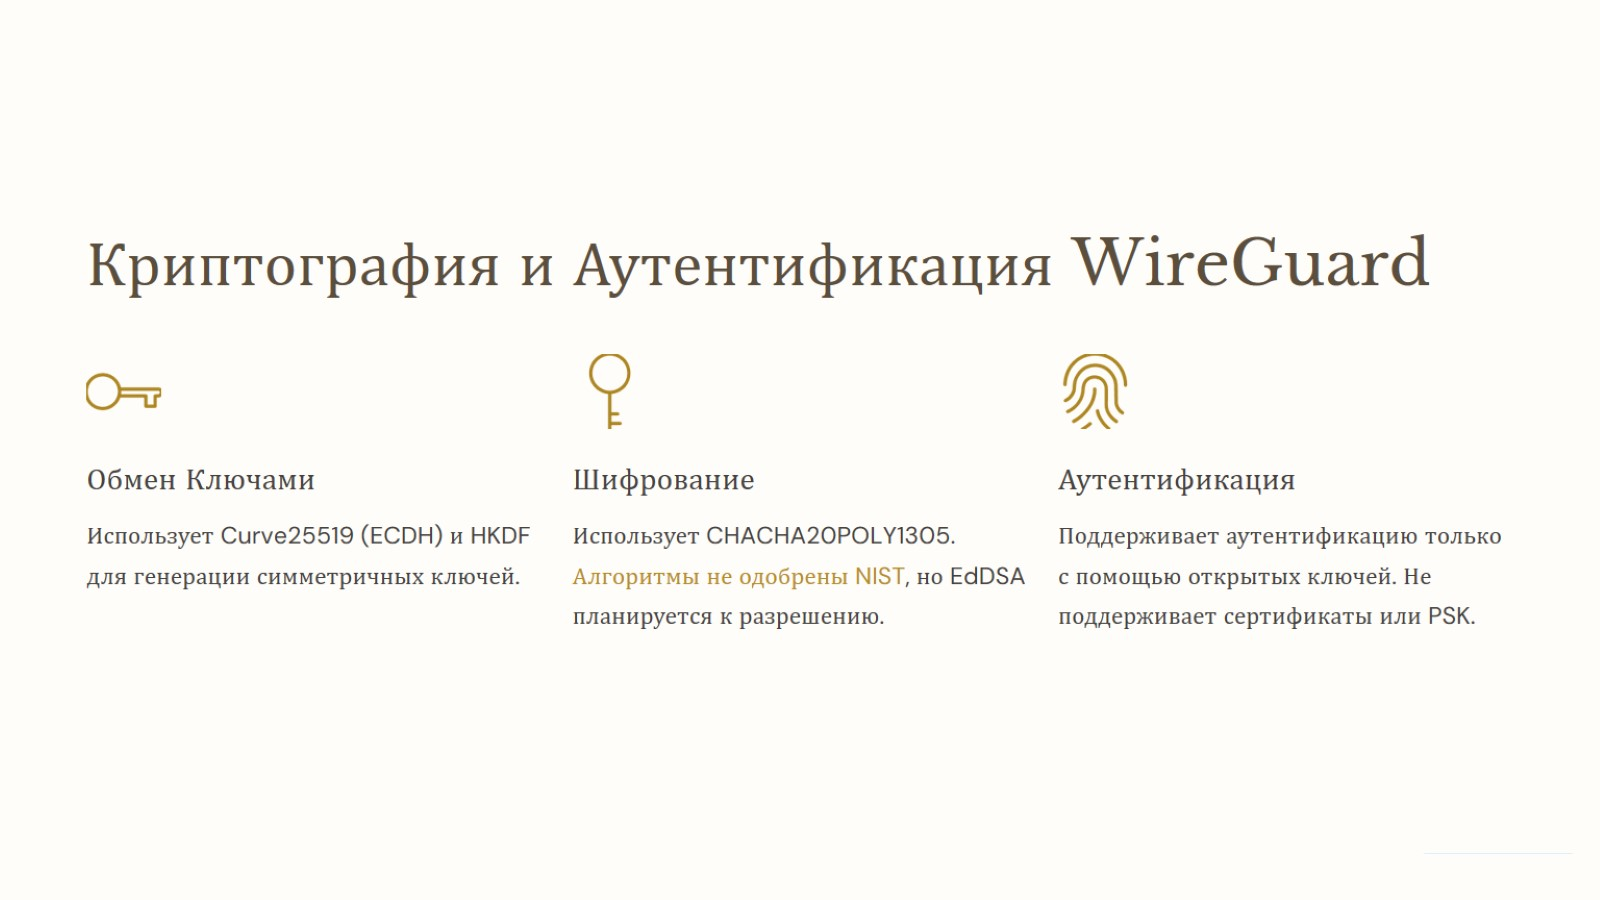 Криптография и Аутентификация WireGuard
Обмен Ключами
Использует Curve25519 (ECDH) и HKDF
для генерации симметричных ключей.
Шифрование
Использует CHACHA20POLY1305.
Алгоритмы не одобрены NIST, но EdDSA
планируется к разрешению.
Аутентификация
Поддерживает аутентификацию только
с помощью открытых ключей. Не
поддерживает сертификаты или PSK.